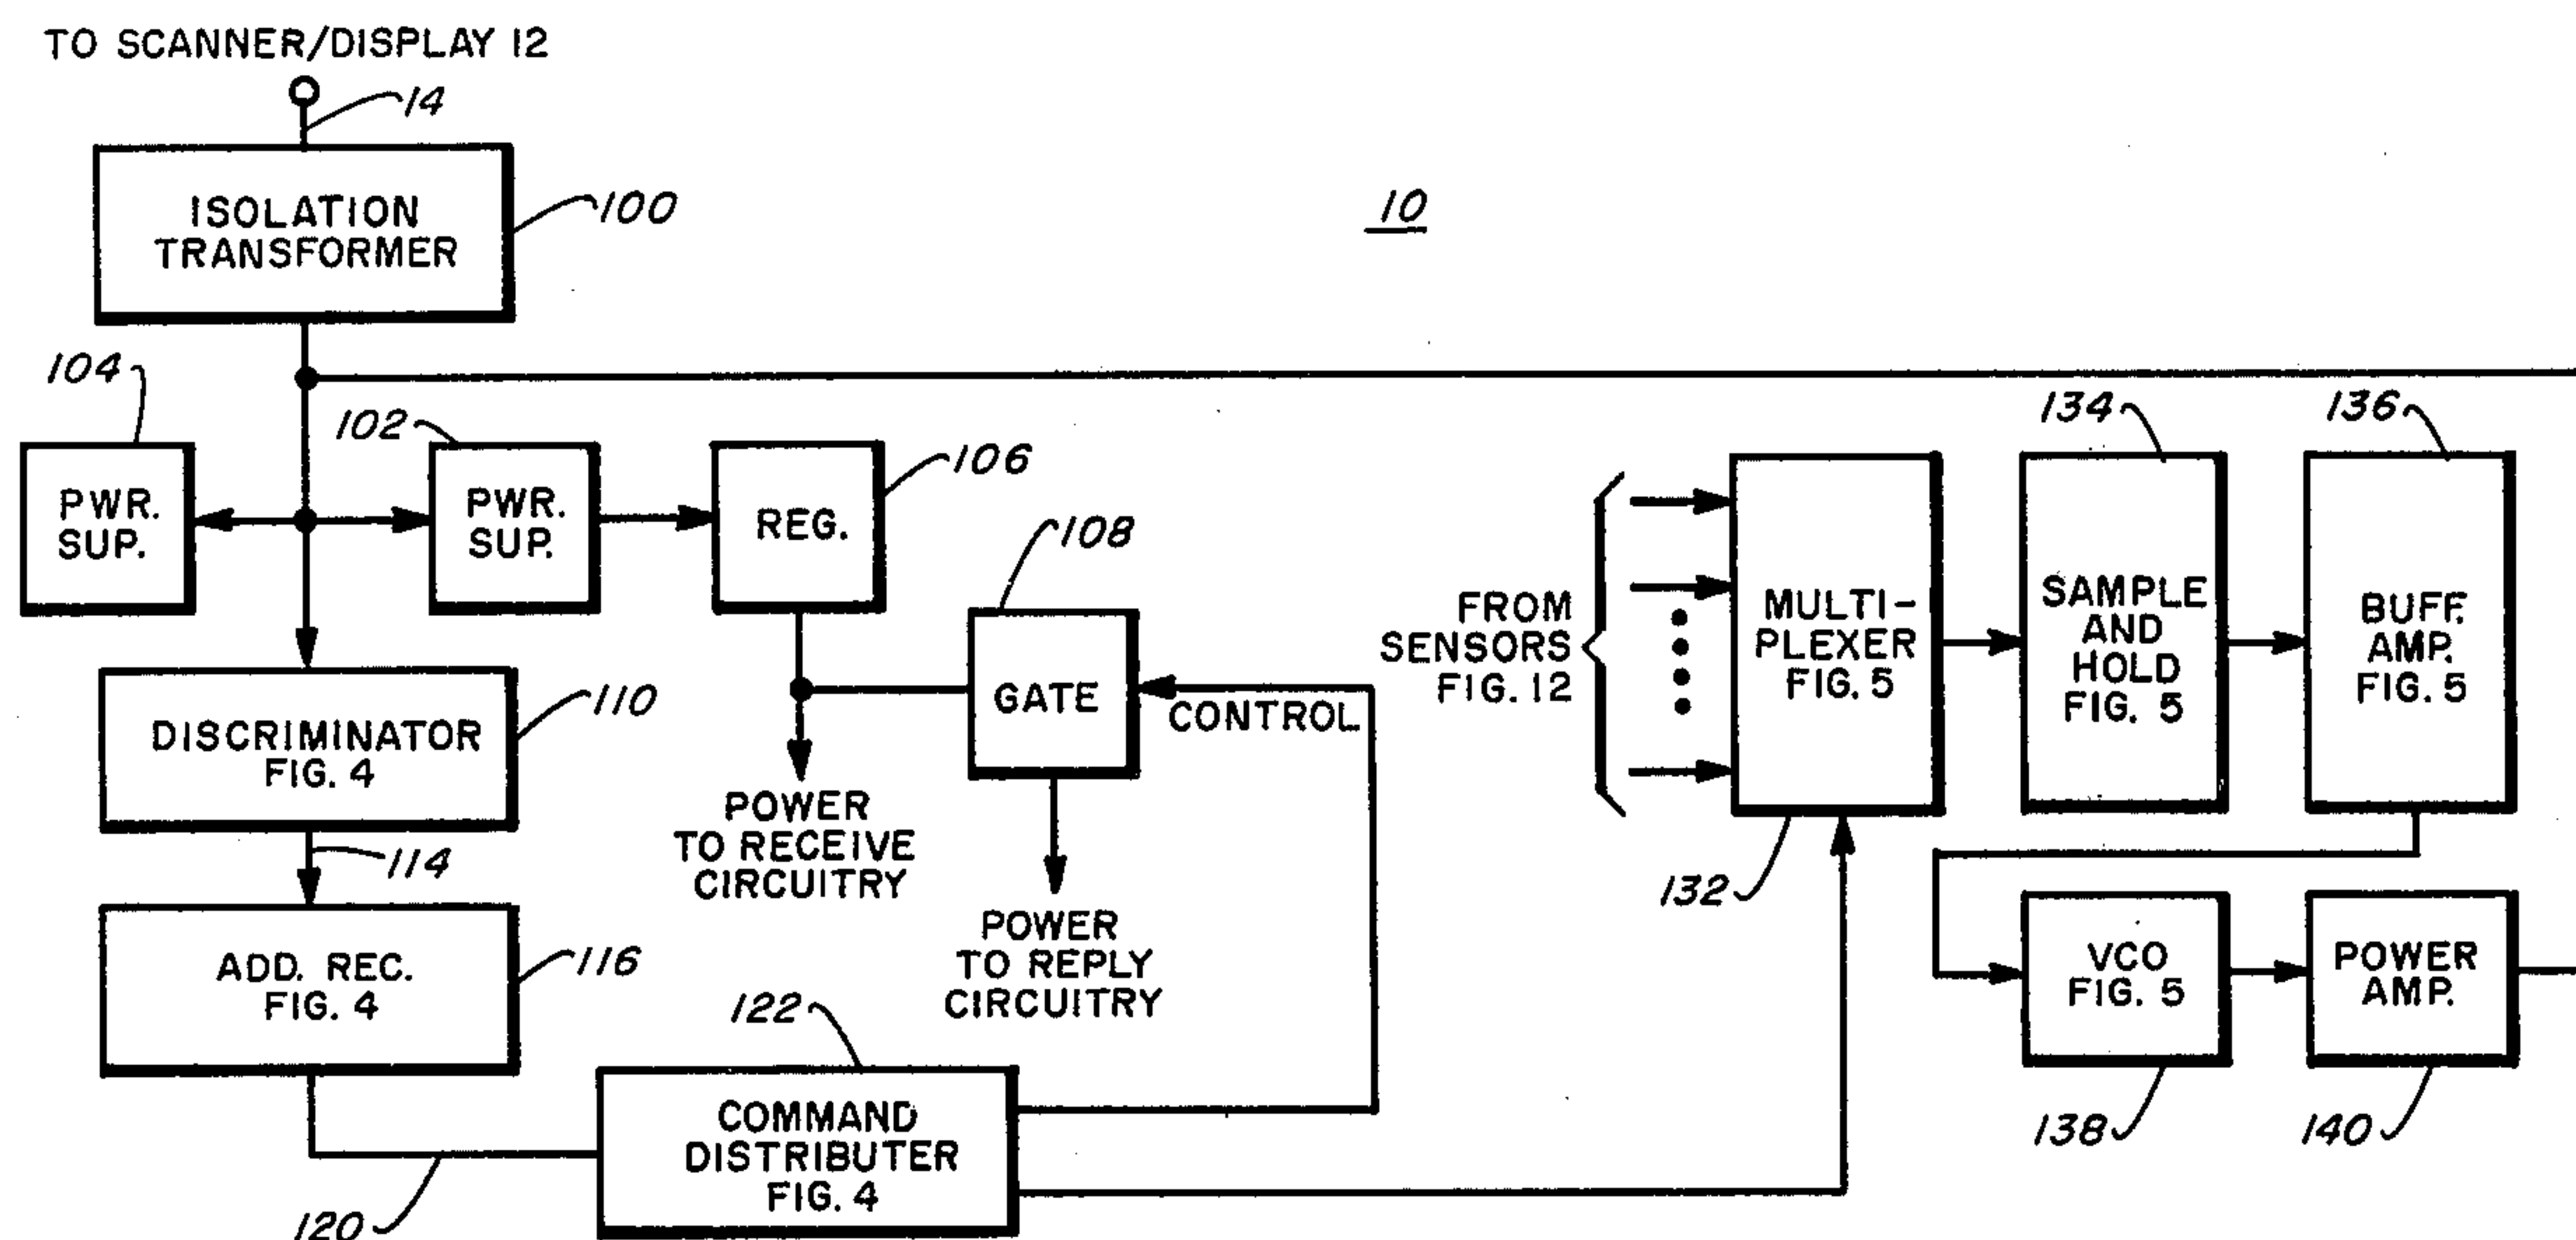 TO SCANNER/DISPLAY 12
14
ISOLATION
TRANSFORMER
100
10
104
PWR.
SUP.
102
PWR.
SUP.
106
REG.
108
GATE
CONTROL
POWER
TO RECEIVE
CIRCUITRY
POWER
TO REPLY
CIRCUITRY
DISCRIMINATOR
FIG. 4
110
114
ADD. REC.
FIG. 4
116
120
122
COMMAND
DISTRIBUTER
FIG. 4
FROM
SENSORS
FIG. 12
MULTI-
PLEXER
FIG. 5
132
134
SAMPLE
AND
HOLD
FIG. 5
136
BUFF.
AMP.
FIG. 5
VCO
FIG. 5
138
POWER
AMP.
140